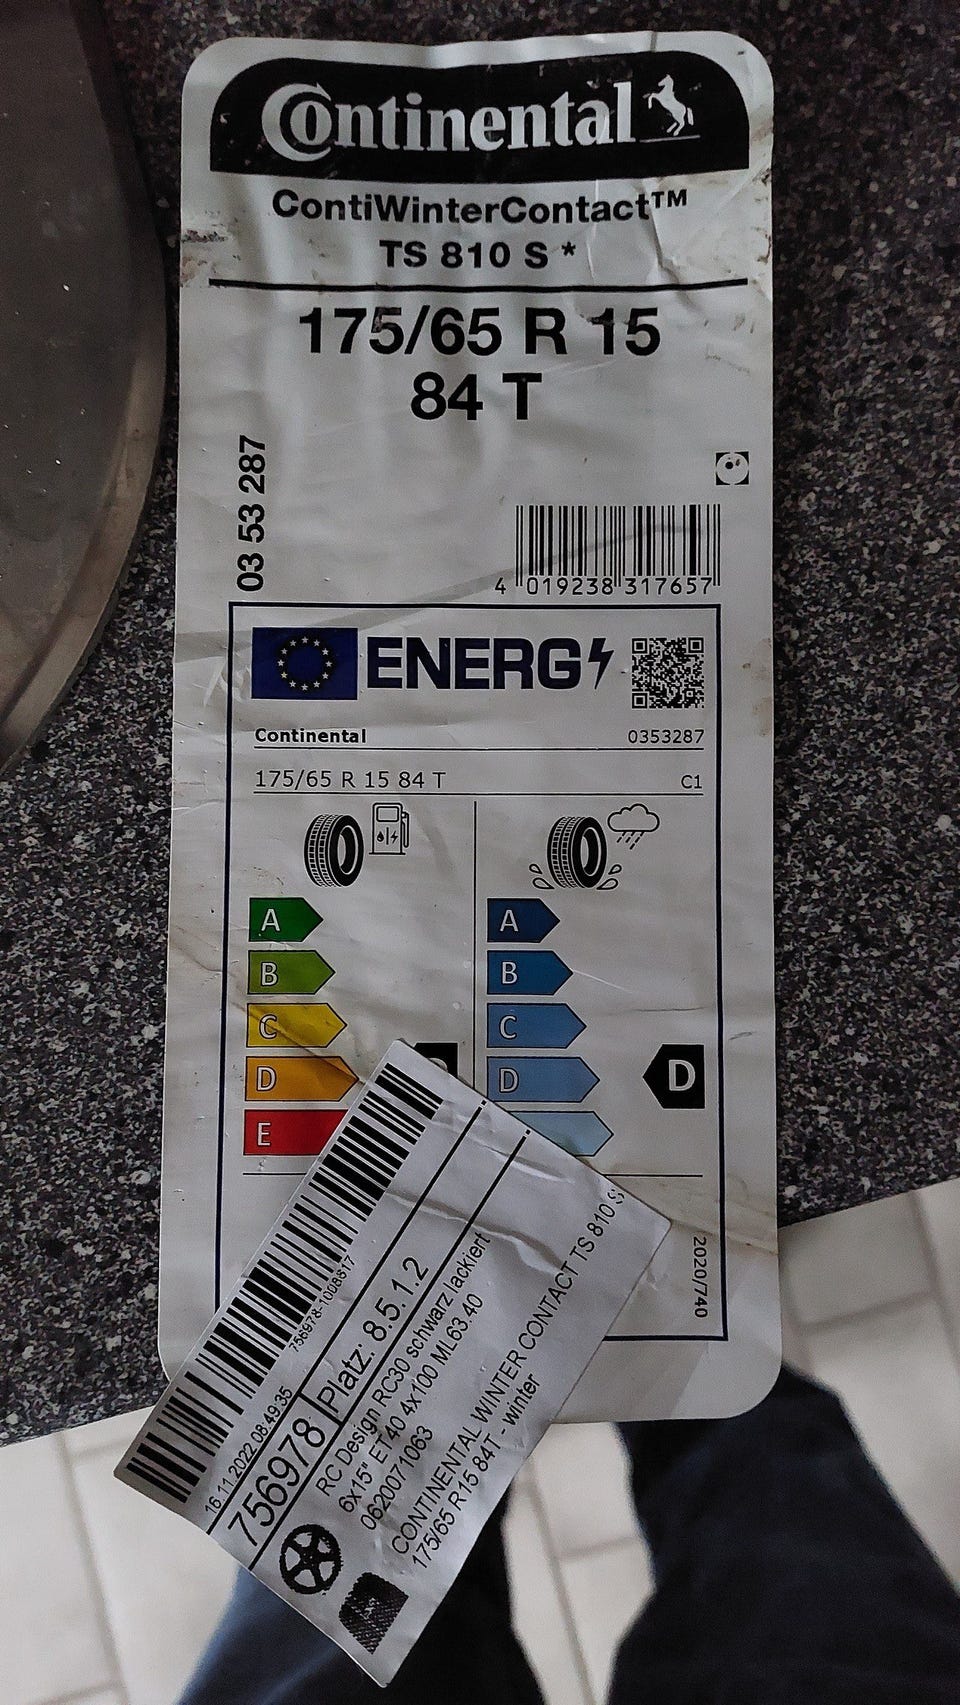 Continental
ContiWinterContact™
TS 810 S *
175/65 R 15
84 T
03 53 287
4 019238 317657
ENERG
Continental 0353287
175/65 R 15 84 T C1
A A
B B
C C
D D D
E
2020/740
756978-1008617
16.11.2022 08:49:35
756978 Platz: 8.5.1.2
RC Design RC30 schwarz lackiert
6x15" ET40 4x100 ML63.40
0620071063
CONTINENTAL WINTER CONTACT TS 810 S
175/65 R15 84T - winter